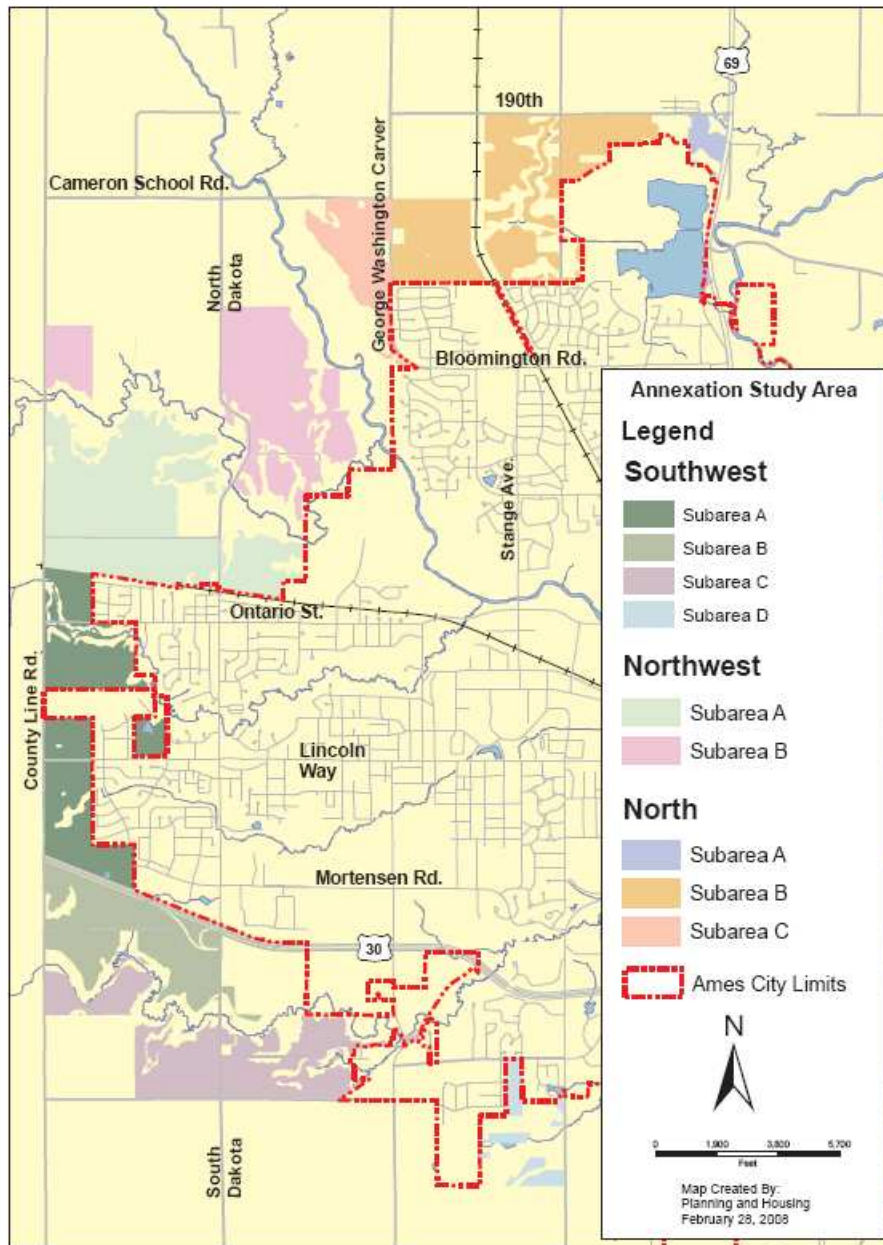 69
190th
George Washington Carver
Cameron School Rd.
North
Dakota
Bloomington Rd.
Stange Ave.
Ontario St.
County Line Rd.
Lincoln
Way
Mortensen Rd.
30
South
Dakota
Annexation Study Area
Legend
Southwest
Subarea A
Subarea B
Subarea C
Subarea D
Northwest
Subarea A
Subarea B
North
Subarea A
Subarea B
Subarea C
Ames City Limits
N
0 1,900 3,800 5,700
Feet
Map Created By:
Planning and Housing
February 28, 2008